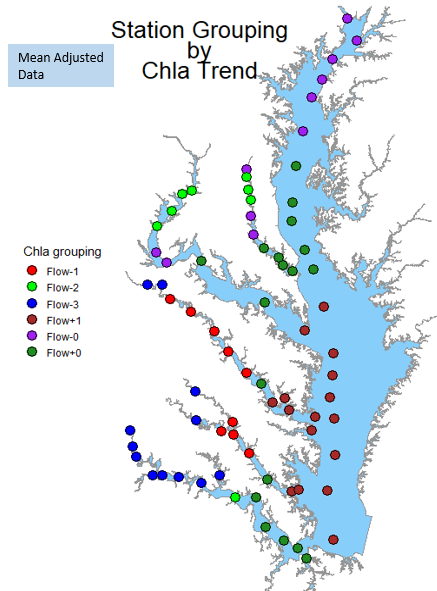 Station Grouping
by
Chla Trend
Mean Adjusted
Data
Chla grouping
Flow-1
Flow-2
Flow-3
Flow+1
Flow-0
Flow+0